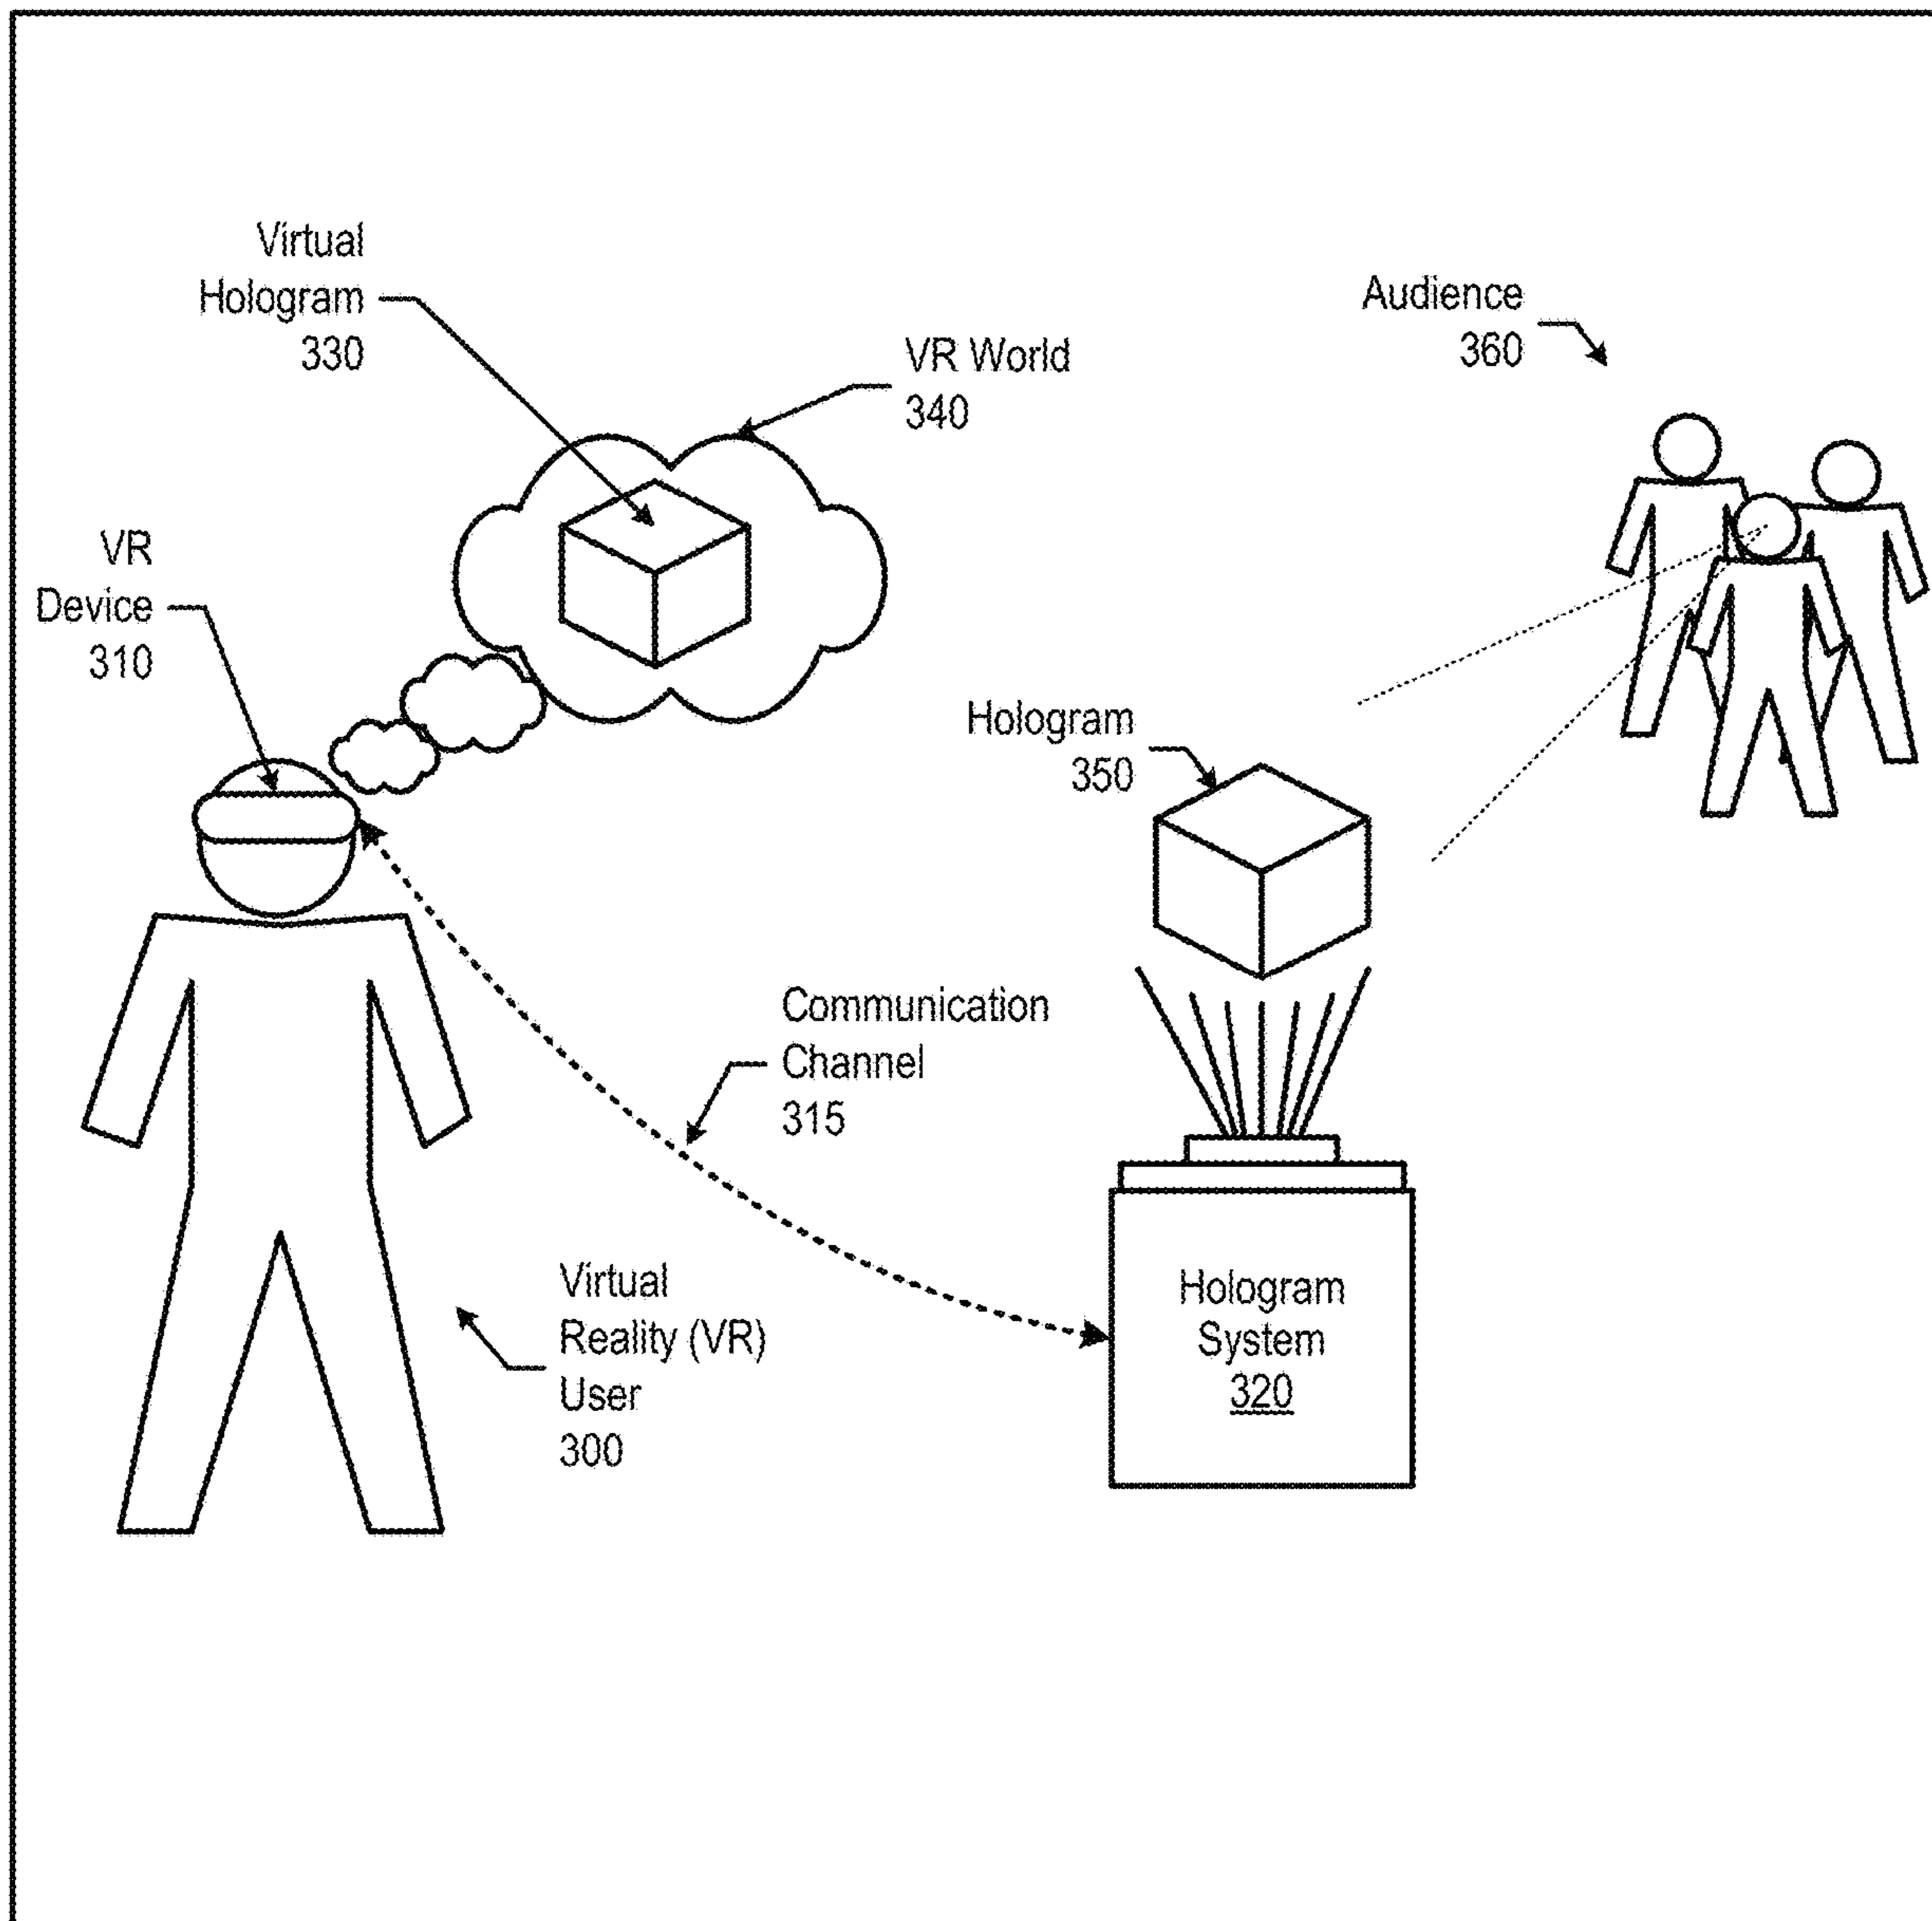 Virtual
Hologram
330
VR World
340
Audience
360
VR
Device
310
Hologram
350
Communication
Channel
315
Virtual
Reality (VR)
User
300
Hologram
System
320